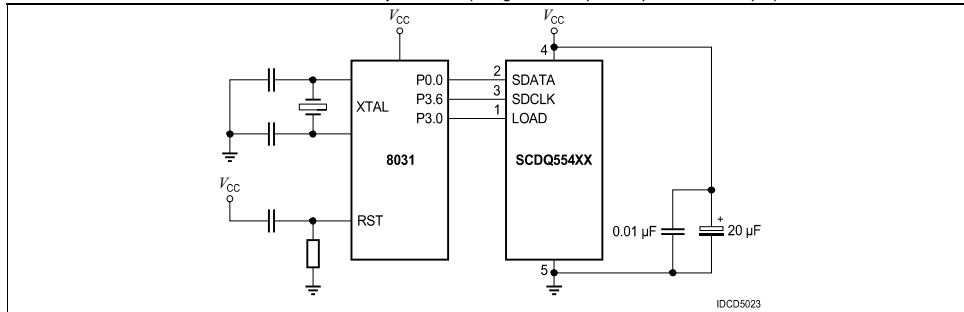 VCC
VCC
4
P0.0
2
SDATA
P3.6
3
SDCLK
XTAL
P3.0
1
LOAD
8031
SCDQ554XX
VCC
RST
0.01 µF
+
20 µF
5
IDCD5023